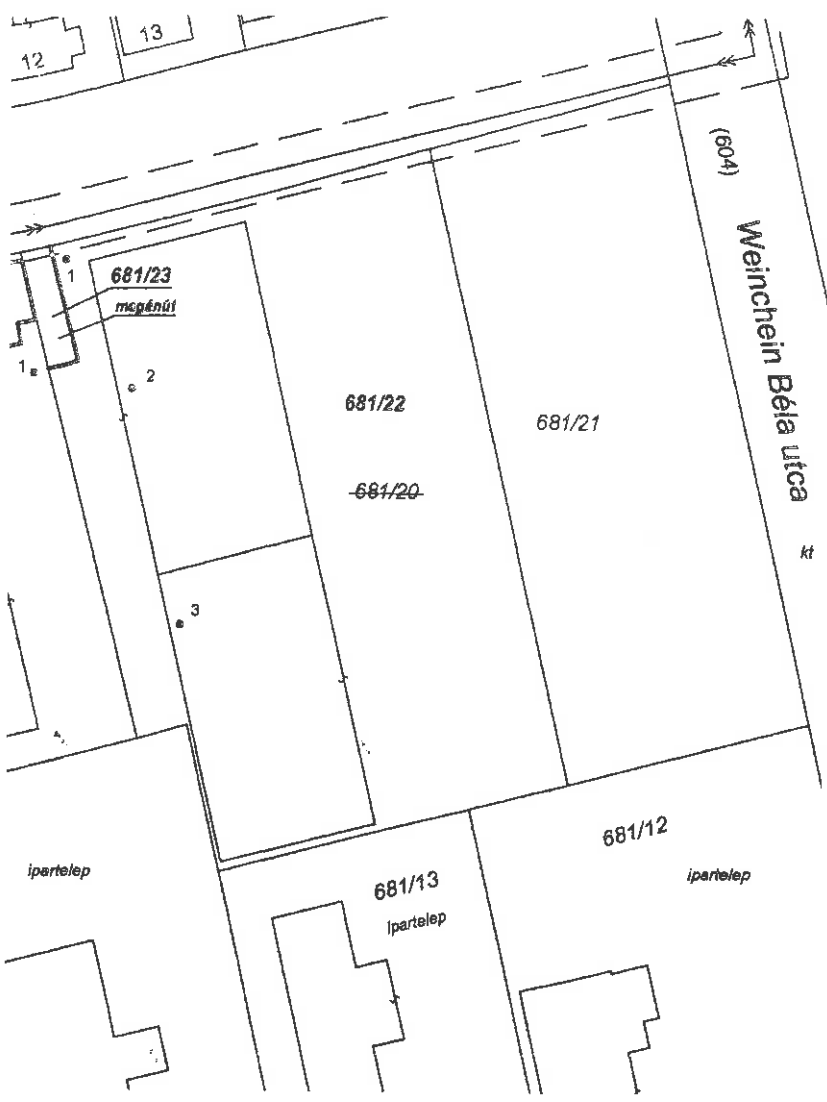 12
13
(604)
Weinchein Béla utca
kt
1
681/23
magánút
1
2
681/22
681/21
681/20
3
ipartelep
681/13
Ipartelep
681/12
ipartelep